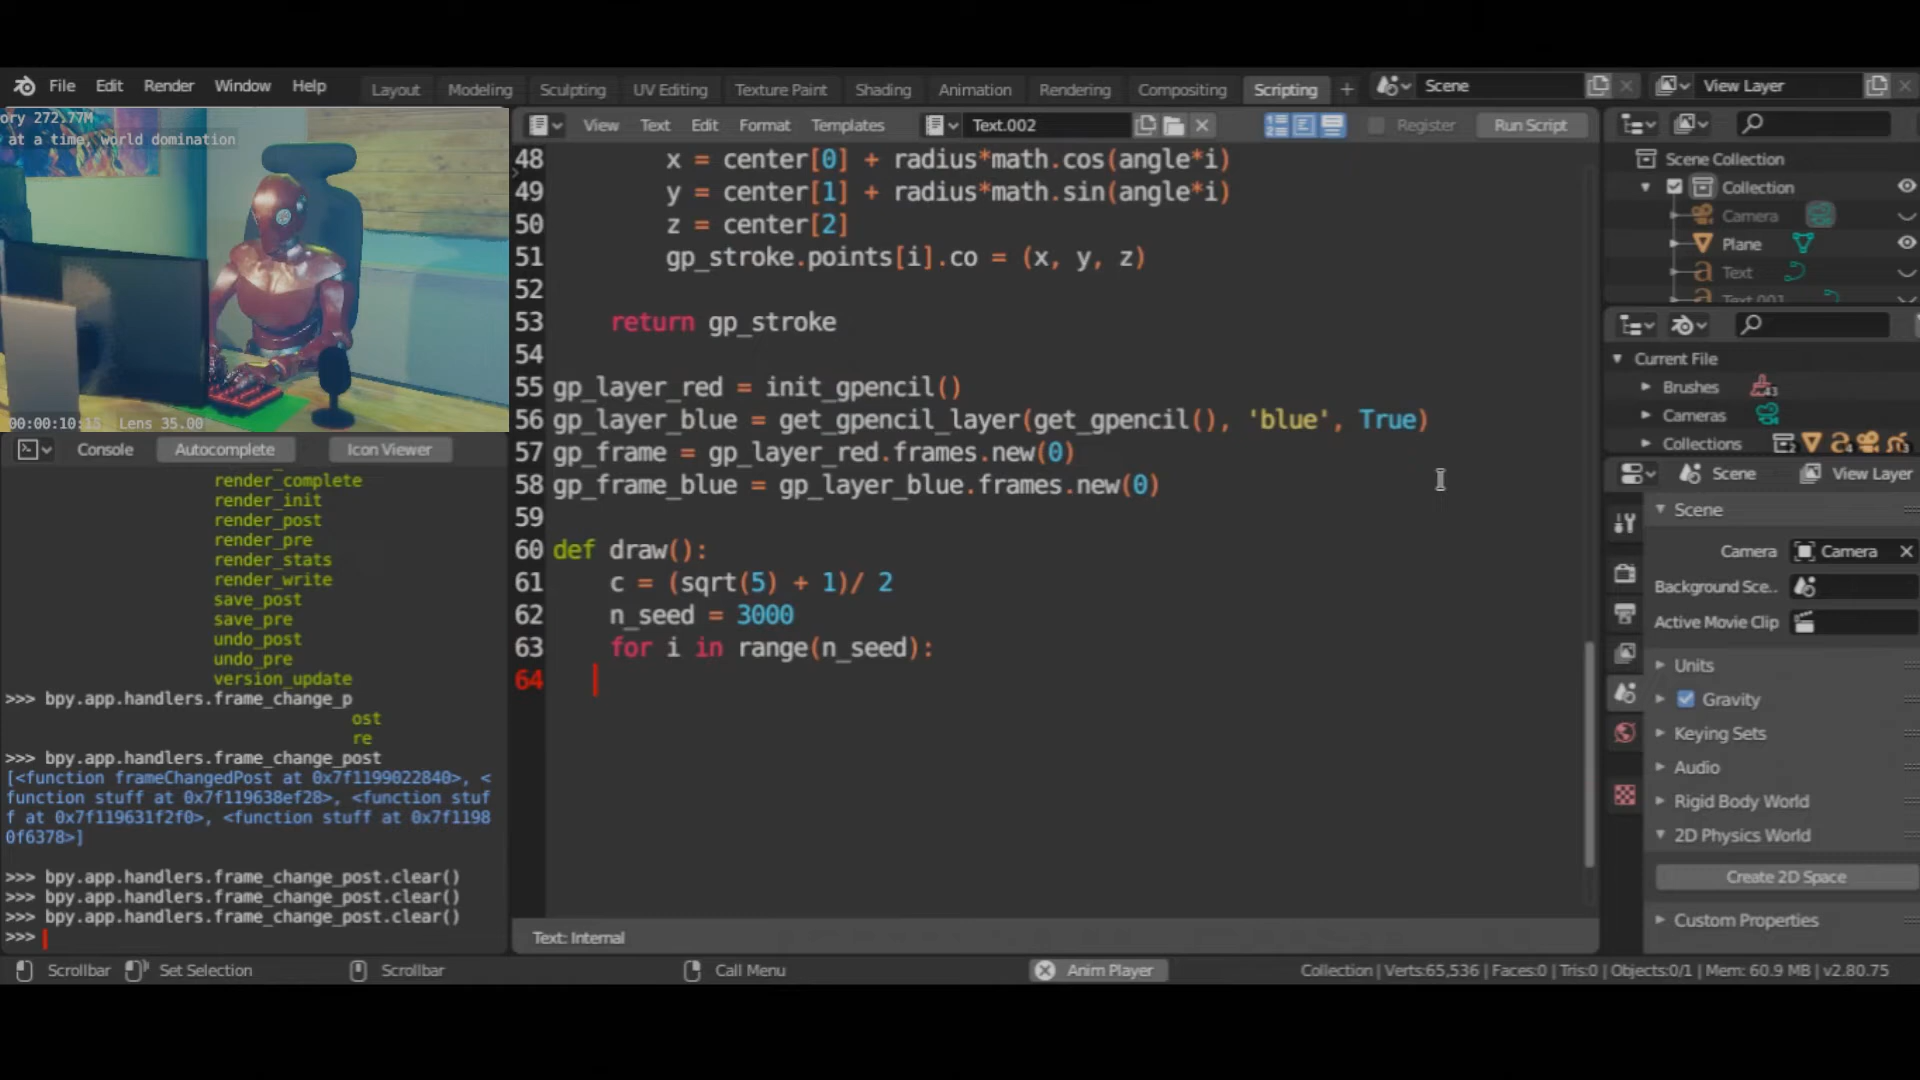 File Edit Render Window Help Layout Modeling Sculpting UV Editing Texture Paint Shading Animation Rendering Compositing Scripting + Scene View Layer
ory 272.77M
at a time, world domination
00:00:10:15 Lens 35.00
View Text Edit Format Templates Text.002 Register Run Script
48 x = center[0] + radius*math.cos(angle*i)
49 y = center[1] + radius*math.sin(angle*i)
50 z = center[2]
51 gp_stroke.points[i].co = (x, y, z)
52
53 return gp_stroke
54
55 gp_layer_red = init_gpencil()
56 gp_layer_blue = get_gpencil_layer(get_gpencil(), 'blue', True)
57 gp_frame = gp_layer_red.frames.new(0)
58 gp_frame_blue = gp_layer_blue.frames.new(0)
59
60 def draw():
61 c = (sqrt(5) + 1)/ 2
62 n_seed = 3000
63 for i in range(n_seed):
64
Text: Internal
Console Autocomplete Icon Viewer
render_complete
render_init
render_post
render_pre
render_stats
render_write
save_post
save_pre
undo_post
undo_pre
version_update
>>> bpy.app.handlers.frame_change_p
ost
re
>>> bpy.app.handlers.frame_change_post
[<function frameChangedPost at 0x7f1199022840>, <
function stuff at 0x7f119638ef28>, <function stuf
f at 0x7f119631f2f0>, <function stuff at 0x7f1198
0f6378>]
>>> bpy.app.handlers.frame_change_post.clear()
>>> bpy.app.handlers.frame_change_post.clear()
>>> bpy.app.handlers.frame_change_post.clear()
>>>
Scene Collection
Collection
Camera
Plane
Text
Text.001
Current File
Brushes 43
Cameras
Collections
Scene View Layer
Scene
Camera Camera
Background Sce..
Active Movie Clip
Units
Gravity
Keying Sets
Audio
Rigid Body World
2D Physics World
Create 2D Space
Custom Properties
Scrollbar Set Selection Scrollbar Call Menu Anim Player Collection | Verts:65,536 | Faces:0 | Tris:0 | Objects:0/1 | Mem: 60.9 MB | v2.80.75